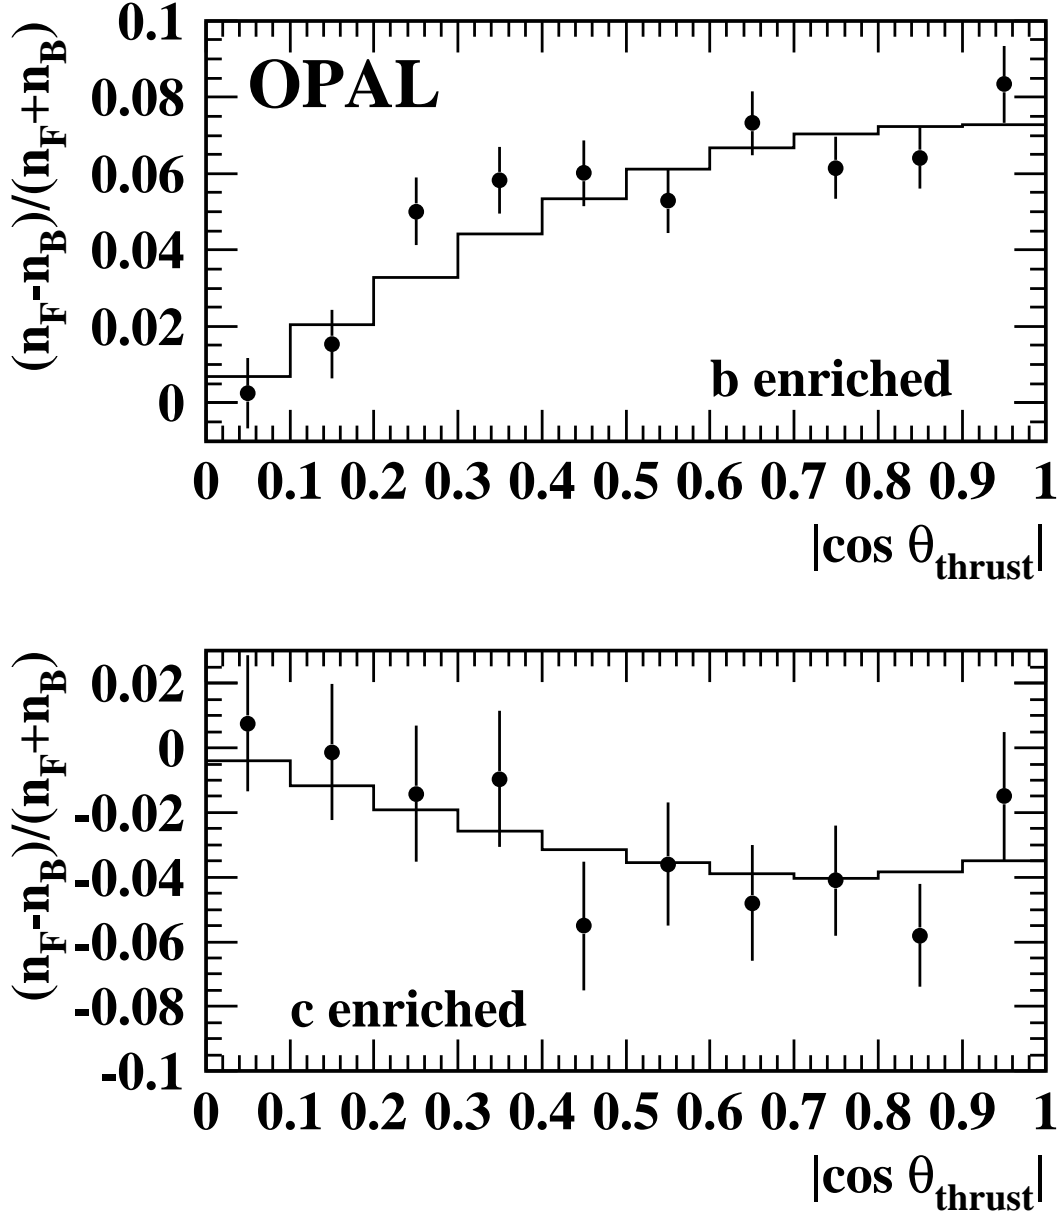 (n_F-n_B)/(n_F+n_B)
0.1
0.08
0.06
0.04
0.02
0
OPAL
b enriched
0 0.1 0.2 0.3 0.4 0.5 0.6 0.7 0.8 0.9 1
|cos θ_thrust|
(n_F-n_B)/(n_F+n_B)
0.02
0
-0.02
-0.04
-0.06
-0.08
-0.1
c enriched
0 0.1 0.2 0.3 0.4 0.5 0.6 0.7 0.8 0.9 1
|cos θ_thrust|